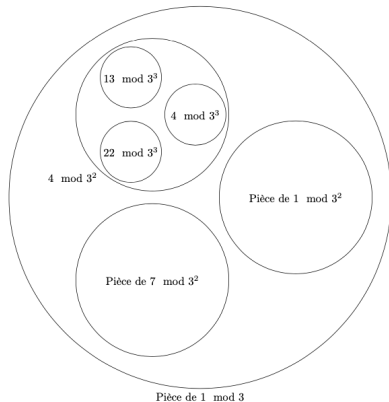 13 mod 3³
4 mod 3³
22 mod 3³
4 mod 3²
Pièce de 1 mod 3²
Pièce de 7 mod 3²
Pièce de 1 mod 3